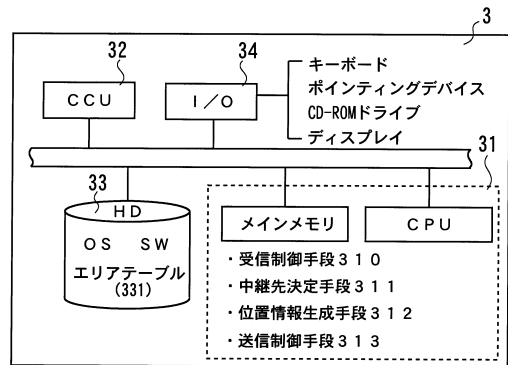 3
32
34
キーボード
ポインティングデバイス
CD-ROMドライブ
ディスプレイ
CCU
I/O
31
33
HD
OS SW
エリアテーブル
(331)
メインメモリ
CPU
・受信制御手段310
・中継先決定手段311
・位置情報生成手段312
・送信制御手段313